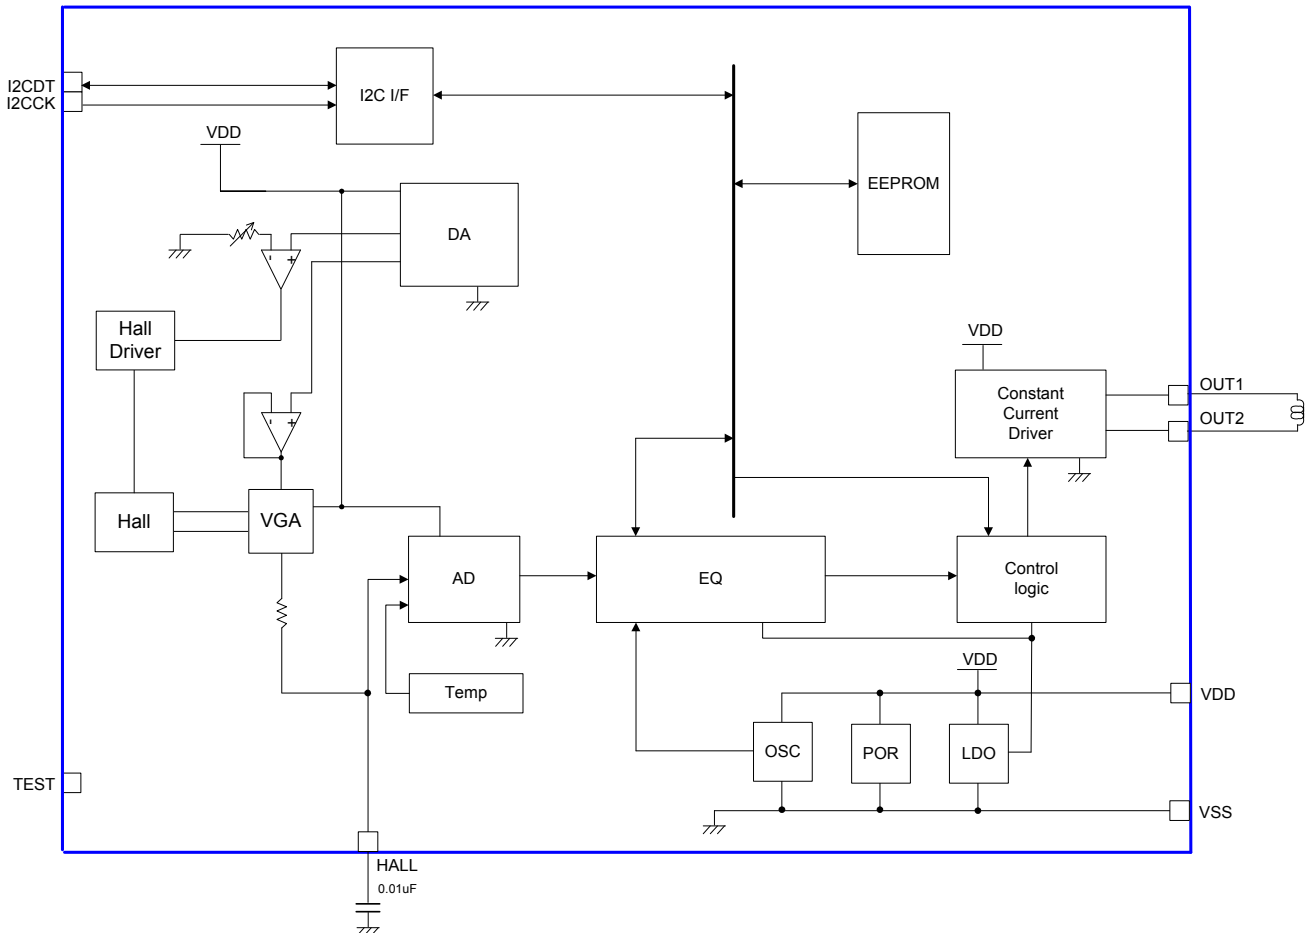 I2CDT
I2CCK
I2C I/F
VDD
EEPROM
DA
-
+
Hall
Driver
VDD
Constant
Current
Driver
OUT1
OUT2
-
+
Hall
VGA
AD
EQ
Control
logic
Temp
VDD
VDD
OSC
POR
LDO
TEST
VSS
HALL
0.01uF